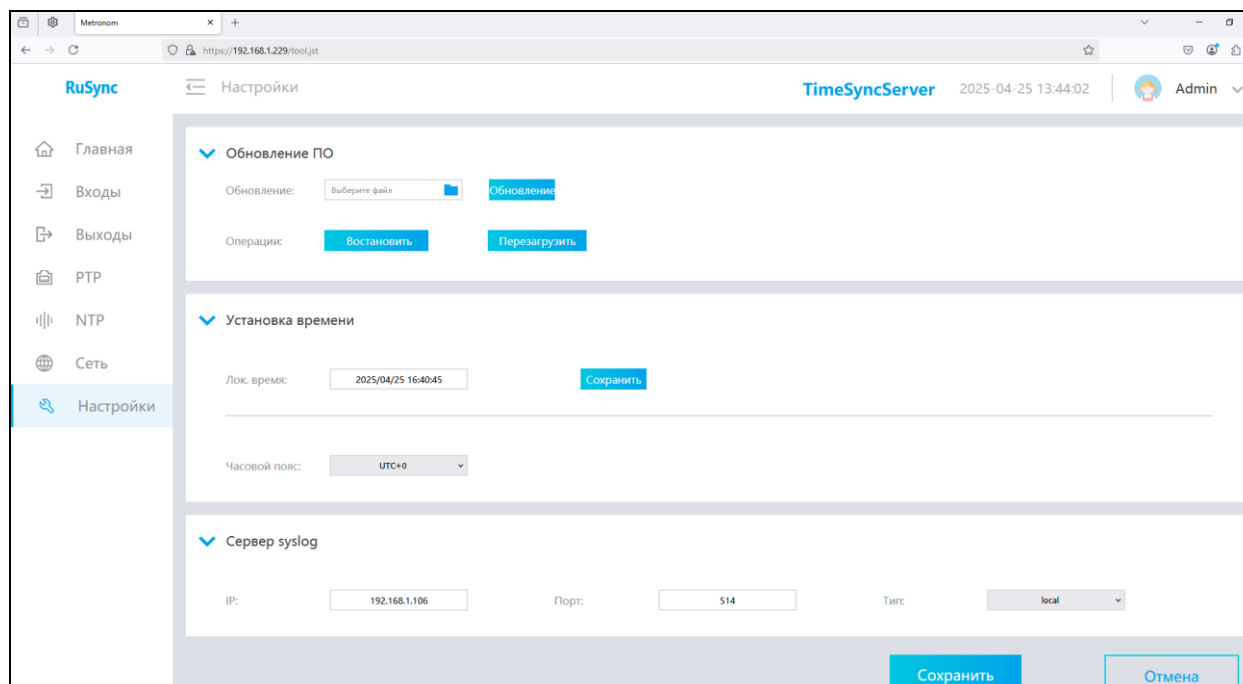 Metronom
https://192.168.1.229/tool.jst
RuSync
Настройки
TimeSyncServer
2025-04-25 13:44:02
Admin
Главная
Входы
Выходы
PTP
NTP
Сеть
Настройки
Обновление ПО
Обновление: Выберите файл Обновление
Операции: Востановить Перезагрузить
Установка времени
Лок. время: 2025/04/25 16:40:45 Сохранить
Часовой пояс: UTC+0
Сервер syslog
IP: 192.168.1.106 Порт: 514 Тип: local
Сохранить Отмена